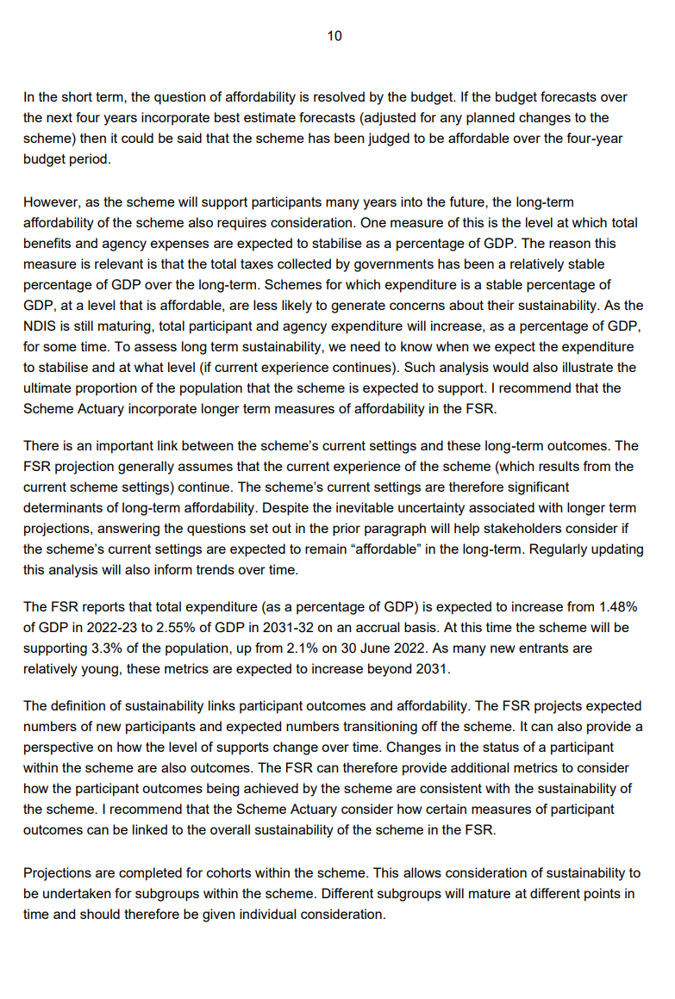 10
In the short term, the question of affordability is resolved by the budget. If the budget forecasts over
the next four years incorporate best estimate forecasts (adjusted for any planned changes to the
scheme) then it could be said that the scheme has been judged to be affordable over the four-year
budget period.
However, as the scheme will support participants many years into the future, the long-term
affordability of the scheme also requires consideration. One measure of this is the level at which total
benefits and agency expenses are expected to stabilise as a percentage of GDP. The reason this
measure is relevant is that the total taxes collected by governments has been a relatively stable
percentage of GDP over the long-term. Schemes for which expenditure is a stable percentage of
GDP, at a level that is affordable, are less likely to generate concerns about their sustainability. As the
NDIS is still maturing, total participant and agency expenditure will increase, as a percentage of GDP,
for some time. To assess long term sustainability, we need to know when we expect the expenditure
to stabilise and at what level (if current experience continues). Such analysis would also illustrate the
ultimate proportion of the population that the scheme is expected to support. I recommend that the
Scheme Actuary incorporate longer term measures of affordability in the FSR.
There is an important link between the scheme’s current settings and these long-term outcomes. The
FSR projection generally assumes that the current experience of the scheme (which results from the
current scheme settings) continue. The scheme’s current settings are therefore significant
determinants of long-term affordability. Despite the inevitable uncertainty associated with longer term
projections, answering the questions set out in the prior paragraph will help stakeholders consider if
the scheme’s current settings are expected to remain “affordable” in the long-term. Regularly updating
this analysis will also inform trends over time.
The FSR reports that total expenditure (as a percentage of GDP) is expected to increase from 1.48%
of GDP in 2022-23 to 2.55% of GDP in 2031-32 on an accrual basis. At this time the scheme will be
supporting 3.3% of the population, up from 2.1% on 30 June 2022. As many new entrants are
relatively young, these metrics are expected to increase beyond 2031.
The definition of sustainability links participant outcomes and affordability. The FSR projects expected
numbers of new participants and expected numbers transitioning off the scheme. It can also provide a
perspective on how the level of supports change over time. Changes in the status of a participant
within the scheme are also outcomes. The FSR can therefore provide additional metrics to consider
how the participant outcomes being achieved by the scheme are consistent with the sustainability of
the scheme. I recommend that the Scheme Actuary consider how certain measures of participant
outcomes can be linked to the overall sustainability of the scheme in the FSR.
Projections are completed for cohorts within the scheme. This allows consideration of sustainability to
be undertaken for subgroups within the scheme. Different subgroups will mature at different points in
time and should therefore be given individual consideration.